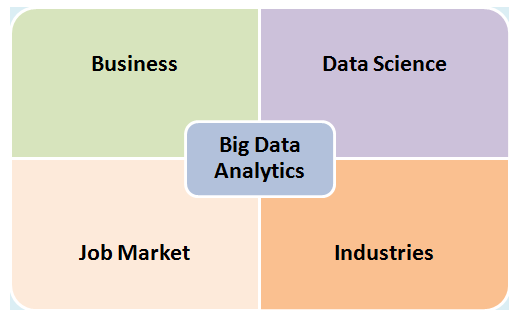 Business
Data Science
Big Data
Analytics
Job Market
Industries